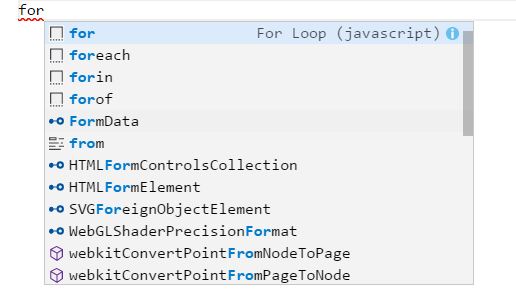 for
for For Loop (javascript)
foreach
forin
forof
FormData
from
HTMLFormControlsCollection
HTMLFormElement
SVGForeignObjectElement
WebGLShaderPrecisionFormat
webkitConvertPointFromNodeToPage
webkitConvertPointFromPageToNode